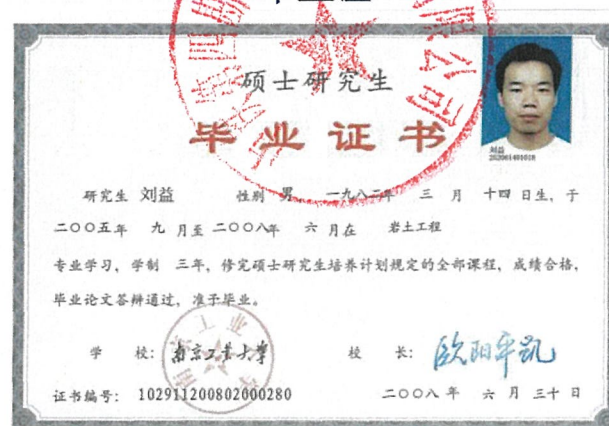 硕士研究生
毕业证书
刘益
研究生 刘益 性别 男, 一九八二年 三 月 十四 日生, 于
二〇〇五年 九 月至 二〇〇八年 六 月在 岩土工程
专业学习, 学制 三年, 修完硕士研究生培养计划规定的全部课程, 成绩合格,
毕业论文答辩通过, 准予毕业。
学 校: 南京工业大学 校 长: 欧阳平凯
证书编号: 102911200802000280 二〇〇八年 六 月 三十 日